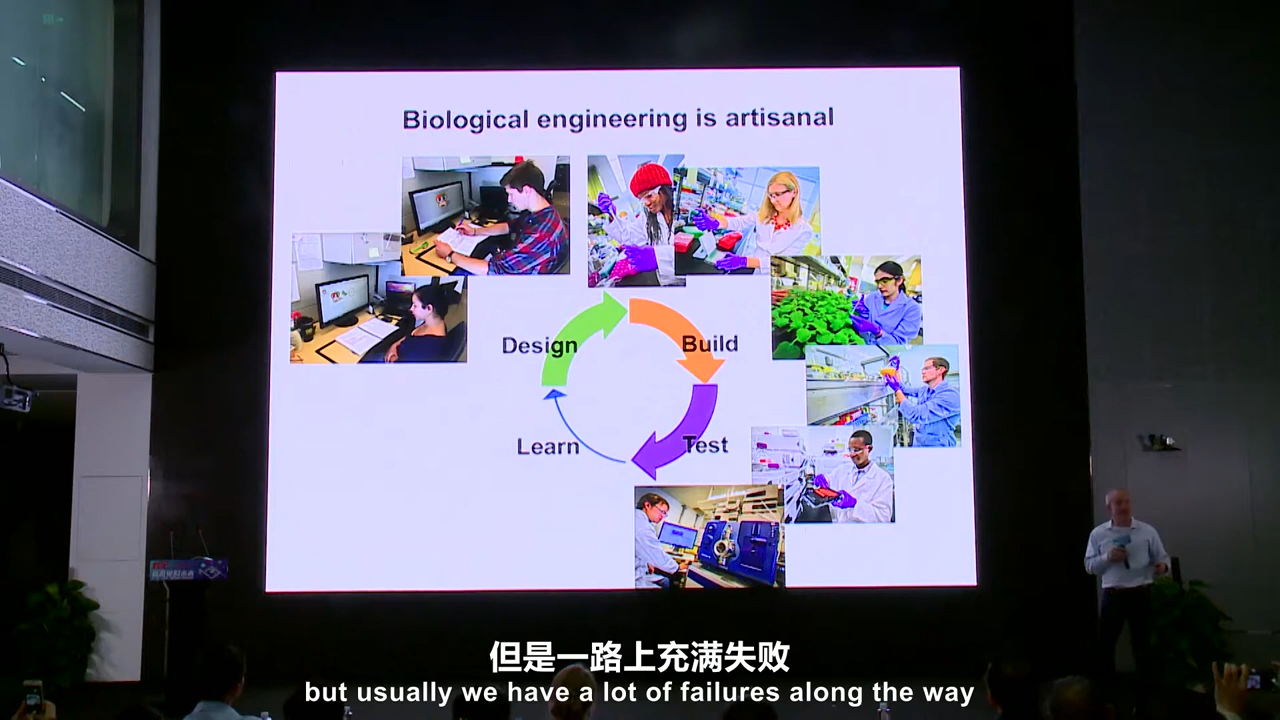 Biological engineering is artisanal
Design
Build
Learn
Test
但是一路上充满失败
but usually we have a lot of failures along the way